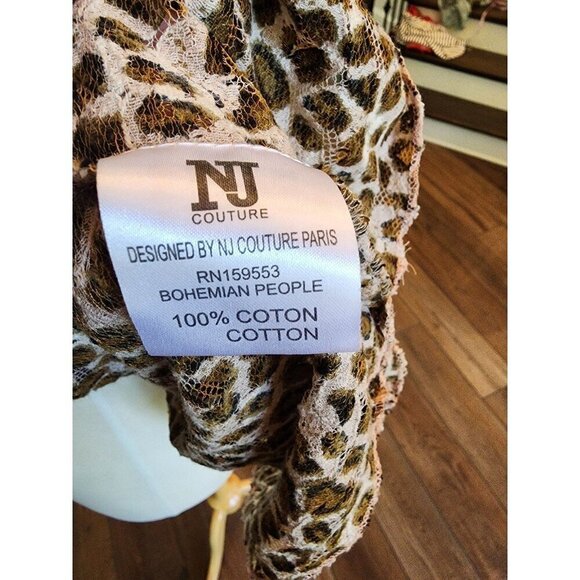 NJ
COUTURE
DESIGNED BY NJ COUTURE PARIS
RN159553
BOHEMIAN PEOPLE
100% COTON
COTTON